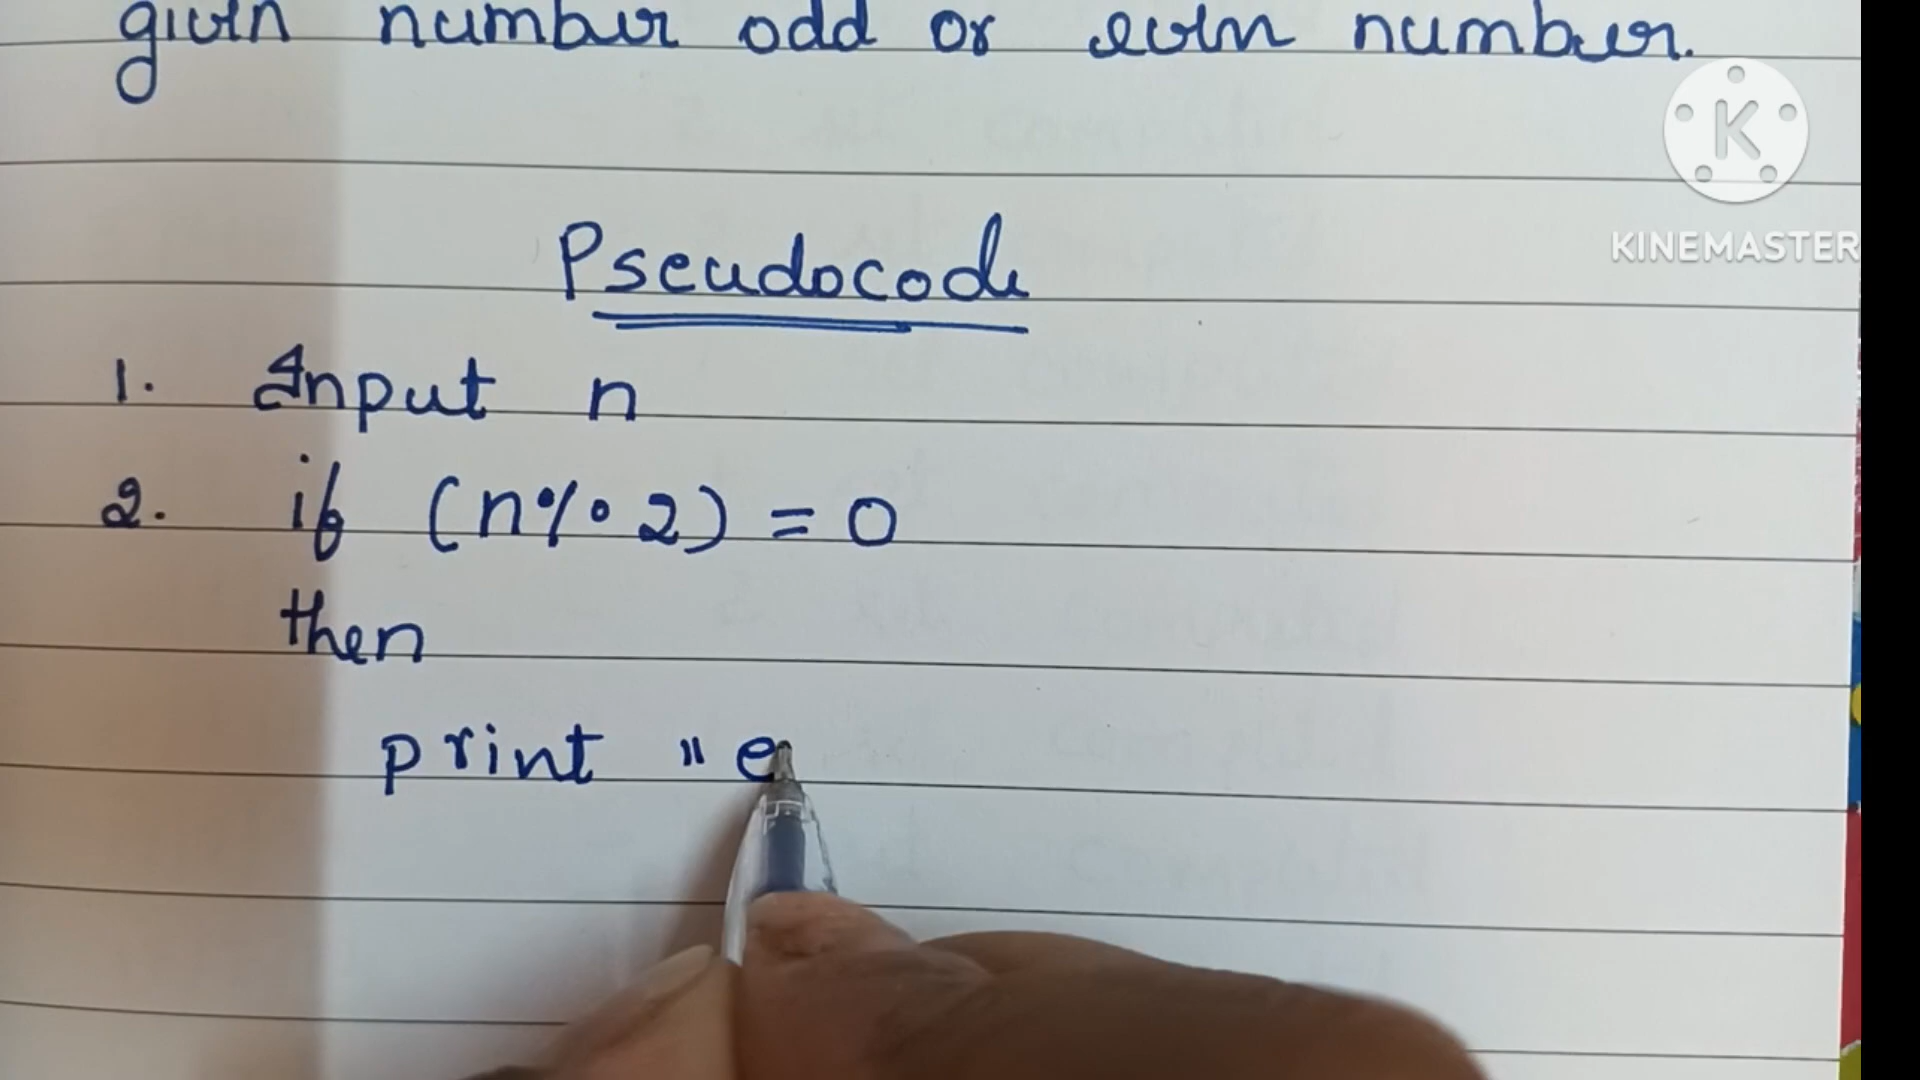 given number odd or even number.
K
KINEMASTER
Pseudocode
1. Input n
2. if (n%2) = 0
then
print "e